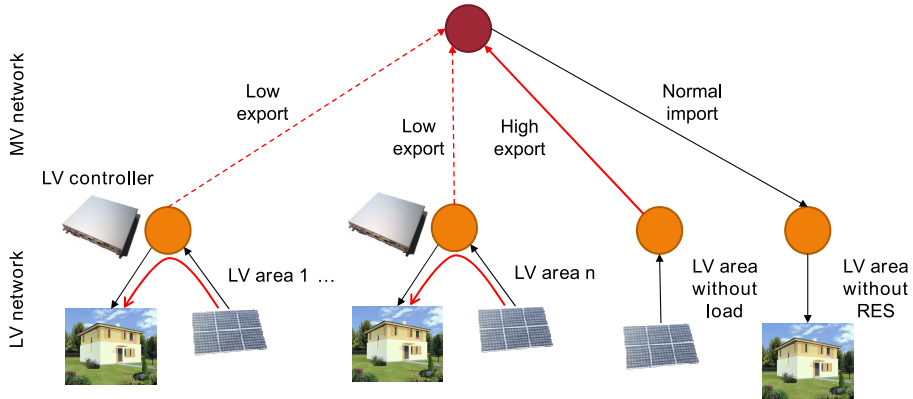 MV network
Low
export
Low
export
High
export
Normal
import
LV controller
LV network
LV area 1 ...
LV area n
LV area
without
load
LV area
without
RES